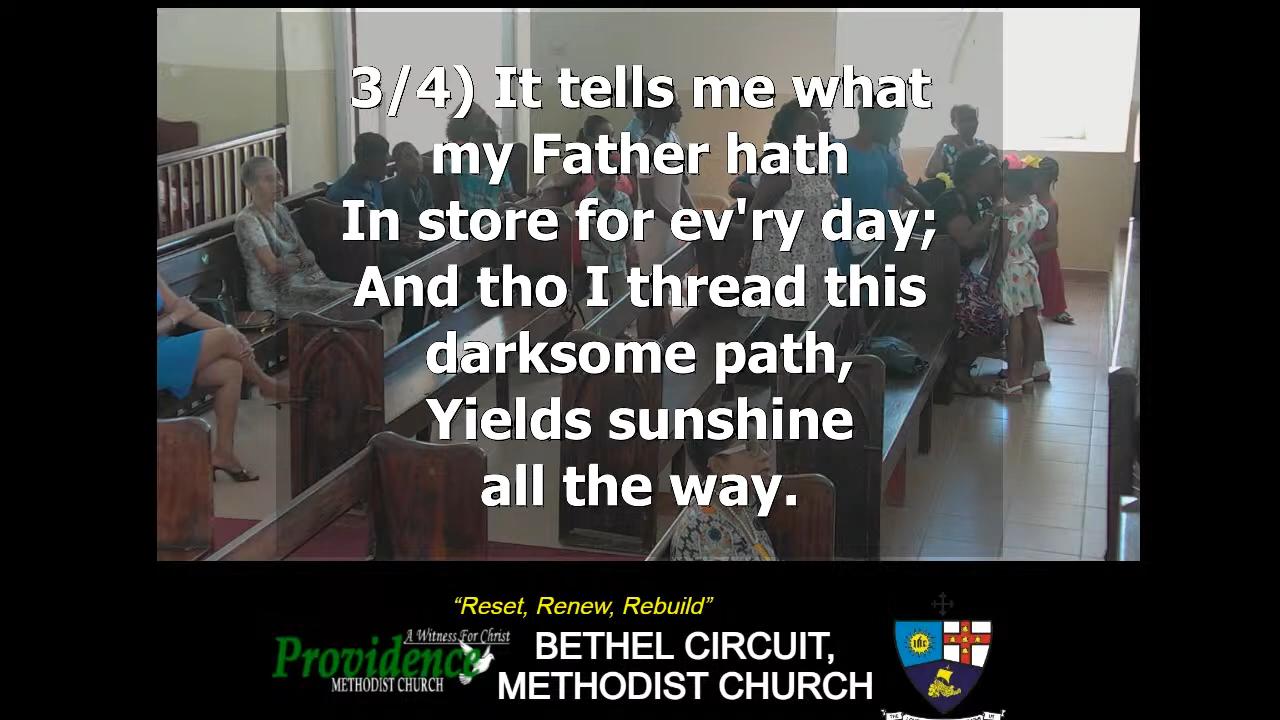 3/4) It tells me what
my Father hath
In store for ev'ry day;
And tho I thread this
darksome path,
Yields sunshine
all the way.
“Reset, Renew, Rebuild”
A Witness For Christ
Providence
METHODIST CHURCH
BETHEL CIRCUIT,
METHODIST CHURCH
IHS
THE